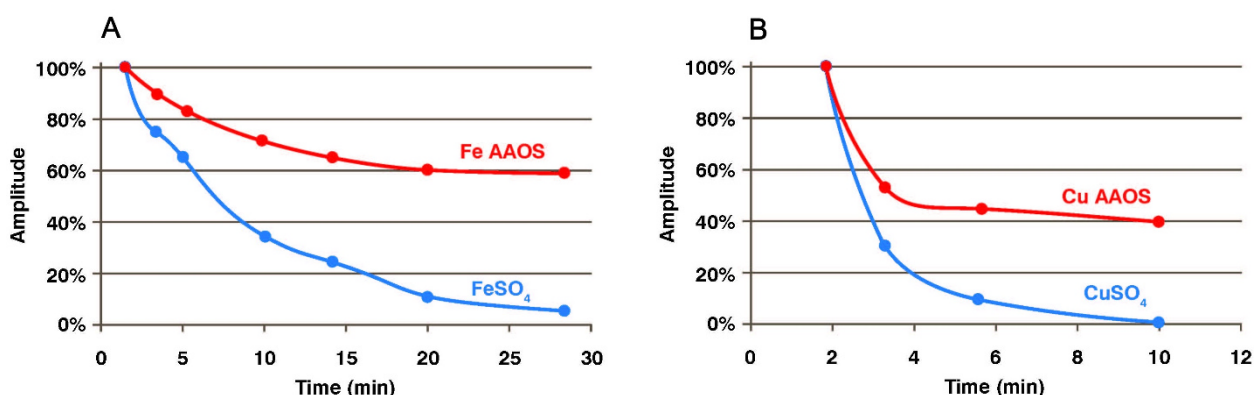 A
Amplitude
100%
80%
60%
40%
20%
0%
Fe AAOS
FeSO₄
0 5 10 15 20 25 30
Time (min)
B
Amplitude
100%
80%
60%
40%
20%
0%
Cu AAOS
CuSO₄
0 2 4 6 8 10 12
Time (min)